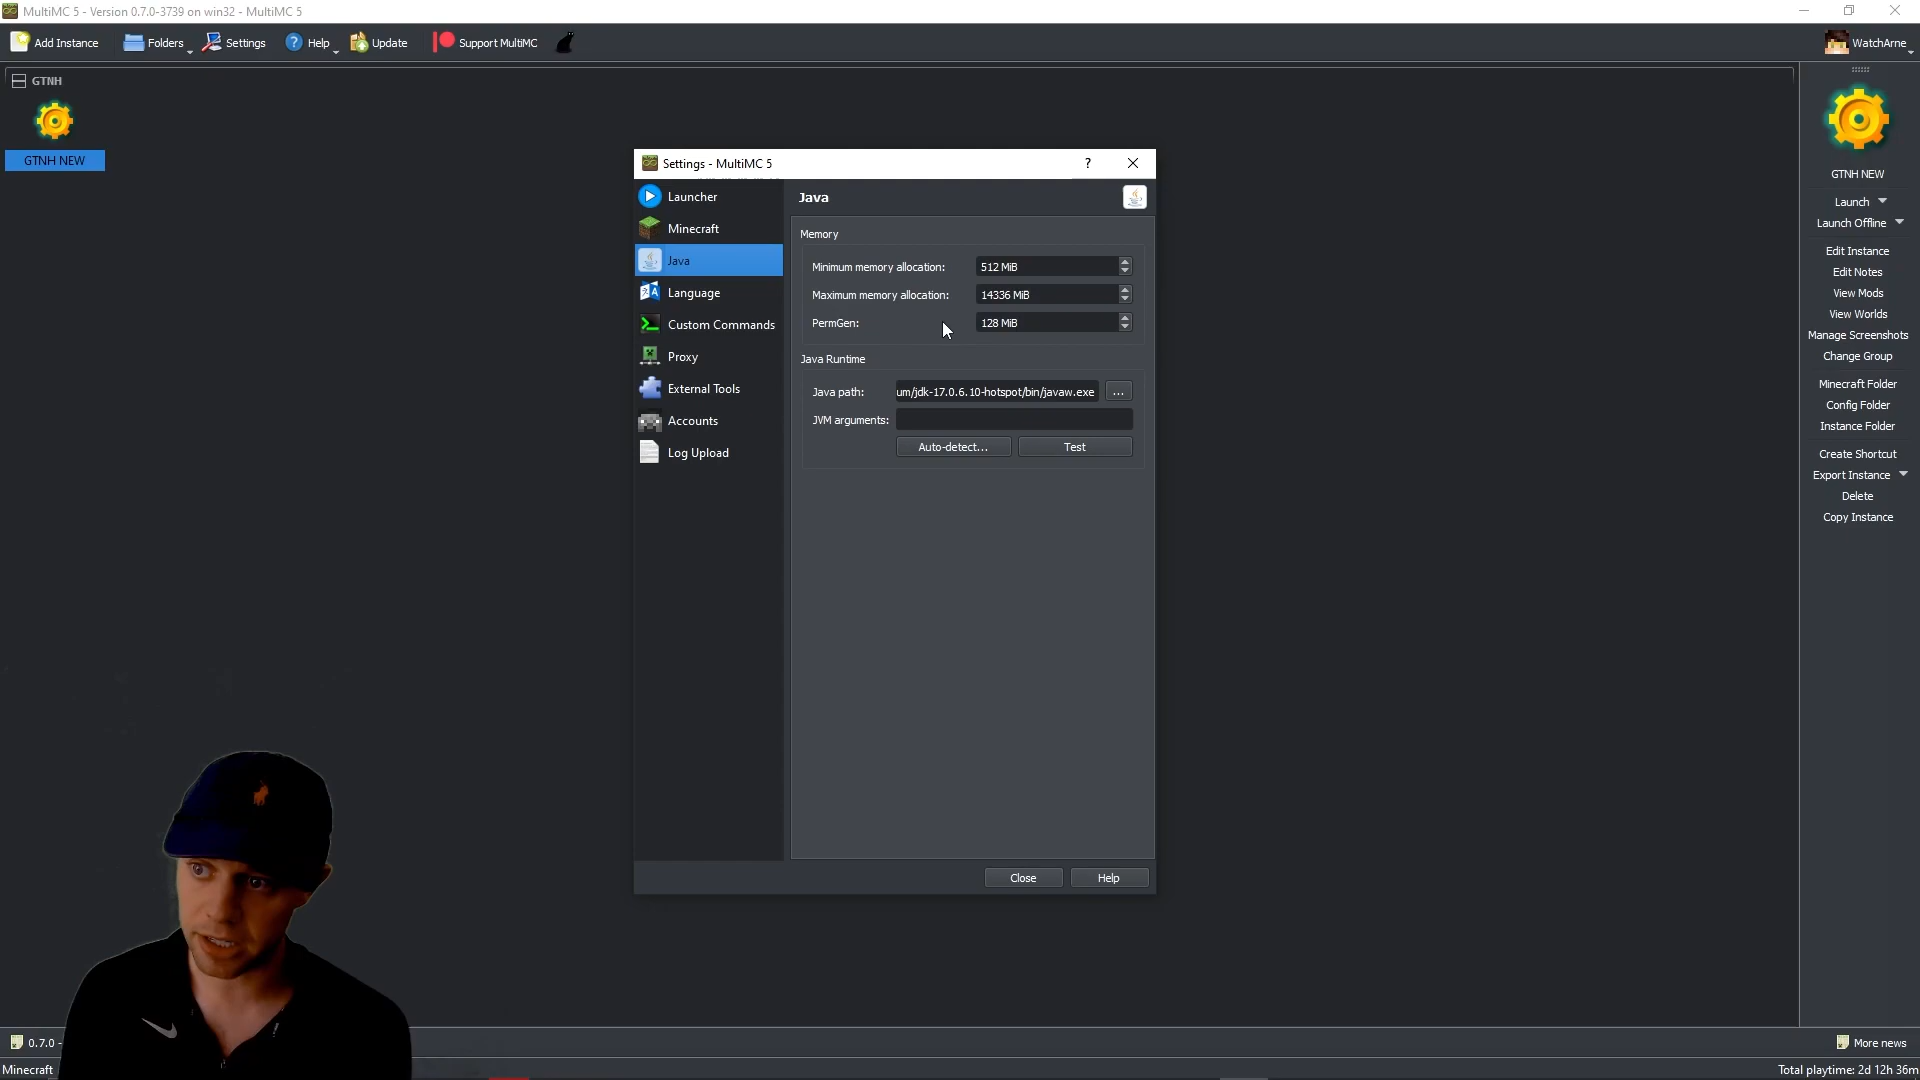 MultiMC 5 - Version 0.7.0-3739 on win32 - MultiMC 5
Add Instance
Folders
Settings
Help
Update
Support MultiMC
WatchArne
GTNH
GTNH NEW
Settings - MultiMC 5
?
Launcher
Minecraft
Java
Language
Custom Commands
Proxy
External Tools
Accounts
Log Upload
Java
Memory
Minimum memory allocation: 512 MiB
Maximum memory allocation: 14336 MiB
PermGen: 128 MiB
Java Runtime
Java path: um/jdk-17.0.6.10-hotspot/bin/javaw.exe ...
JVM arguments:
Auto-detect... Test
Close Help
GTNH NEW
Launch
Launch Offline
Edit Instance
Edit Notes
View Mods
View Worlds
Manage Screenshots
Change Group
Minecraft Folder
Config Folder
Instance Folder
Create Shortcut
Export Instance
Delete
Copy Instance
0.7.0 -
More news
Minecraft
Total playtime: 2d 12h 36m